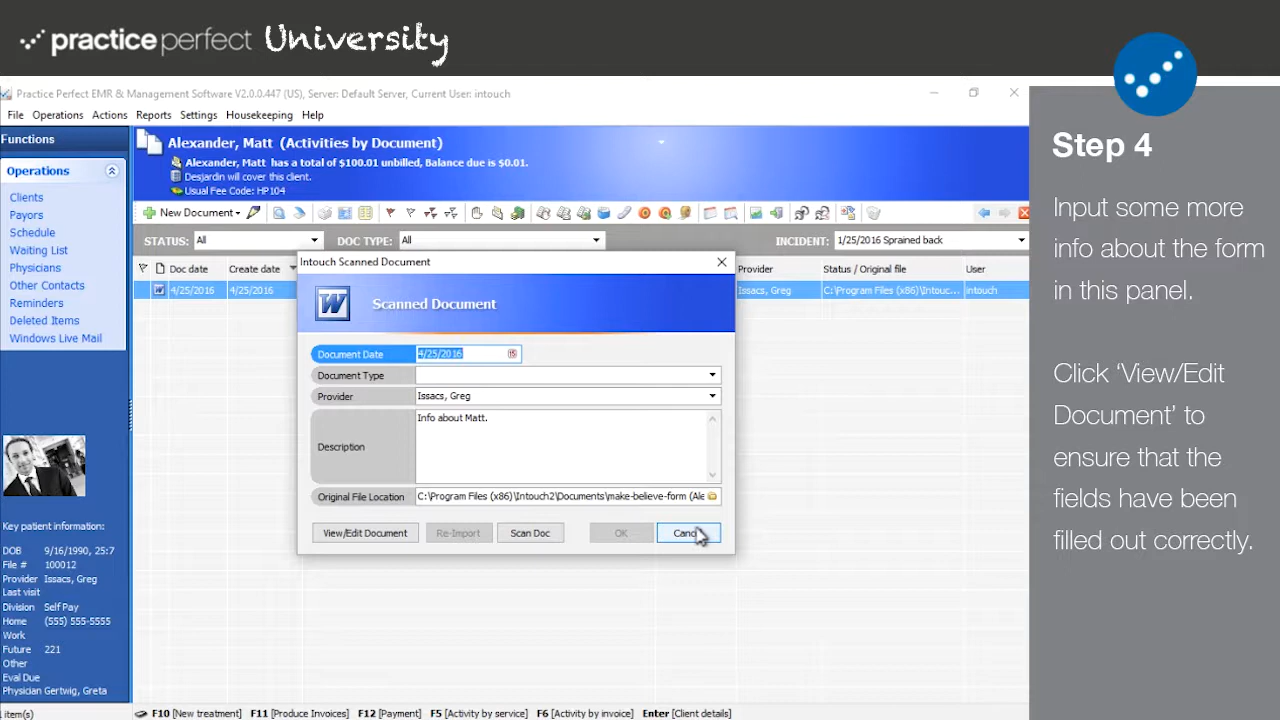 practice perfect University
Practice Perfect EMR & Management Software V2.0.0.447 (US), Server: Default Server, Current User: intouch
File Operations Actions Reports Settings Housekeeping Help
Functions
Operations
Clients
Payors
Schedule
Waiting List
Physicians
Other Contacts
Reminders
Deleted Items
Windows Live Mail
Key patient information:
DOB 9/16/1990, 25:7
File # 100012
Provider Issacs, Greg
Last visit
Division Self Pay
Home (555) 555-5555
Work
Future 221
Other
Eval Due
Physician Gertwig, Greta
item(s)
Alexander, Matt (Activities by Document)
Alexander, Matt has a total of $100.01 unbilled, Balance due is $0.01.
Desjardin will cover this client.
Usual Fee Code: HP104
New Document
STATUS: All DOC TYPE: All INCIDENT: 1/25/2016 Sprained back
Doc date Create date Provider Status / Original file User
4/25/2016 4/25/2016 Issacs, Greg C:\Program Files (x86)\Intouc... intouch
Intouch Scanned Document
Scanned Document
Document Date 4/25/2016
Document Type
Provider Issacs, Greg
Description Info about Matt.
Original File Location C:\Program Files (x86)\Intouch2\Documents\make-believe-form (Ale
View/Edit Document Re-Import Scan Doc OK
F10 [New treatment] F11 [Produce Invoices] F12 [Payment] F5 [Activity by service] F6 [Activity by invoice] Enter [Client details]
Step 4
Input some more
info about the form
in this panel.
Click ‘View/Edit
Document’ to
ensure that the
fields have been
filled out correctly.